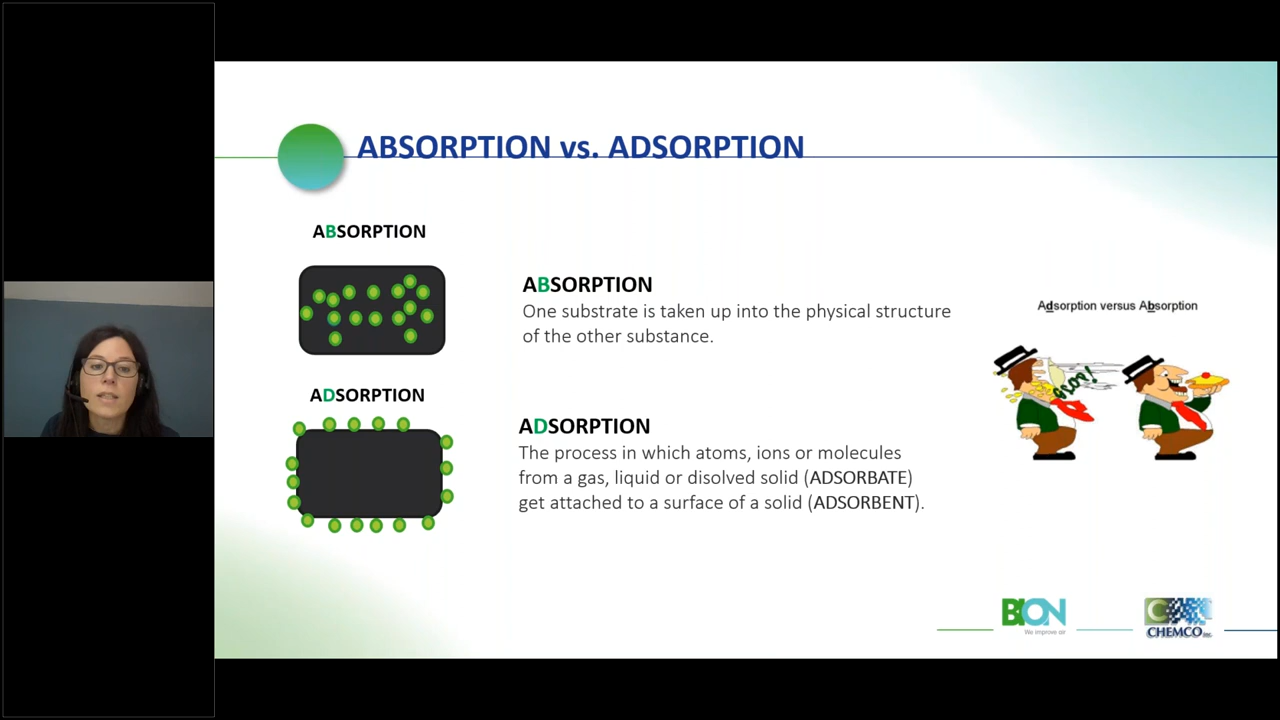 ABSORPTION vs. ADSORPTION
ABSORPTION
ABSORPTION
One substrate is taken up into the physical structure
of the other substance.
ADSORPTION
ADSORPTION
The process in which atoms, ions or molecules
from a gas, liquid or disolved solid (ADSORBATE)
get attached to a surface of a solid (ADSORBENT).
Adsorption versus Absorption
BION
We improve air
CHEMCO Inc.